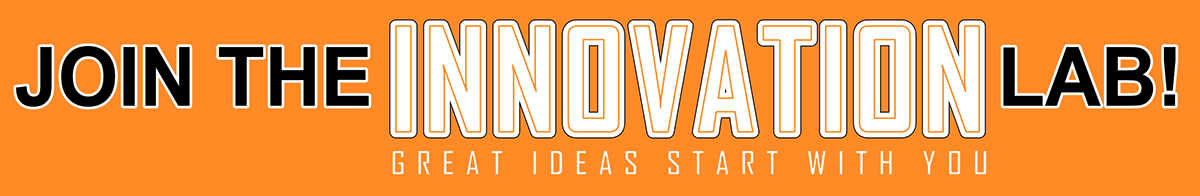 JOIN THE INNOVATION LAB!
GREAT IDEAS START WITH YOU